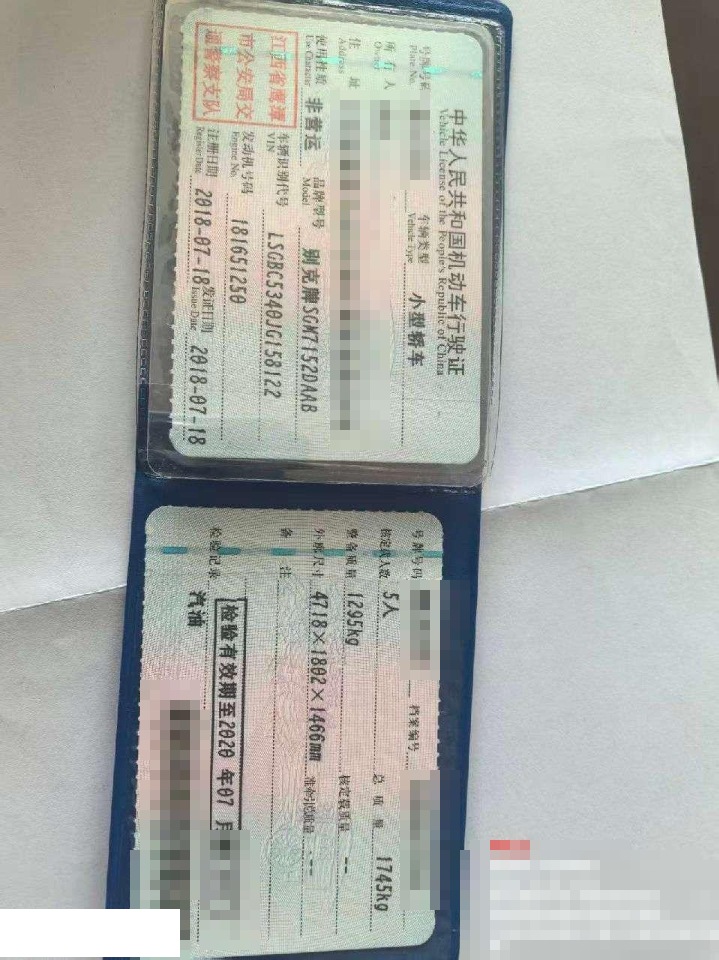 中华人民共和国机动车行驶证
Vehicle License of the People's Republic of China
号牌号码 车辆类型 小型轿车
Plate No. Vehicle Type
所有人
Owner
住址
Address
使用性质 非营运 品牌型号 别克牌SGM7152DAAB
Use Character Model
江西省鹰潭
市公安局交
通警察支队
车辆识别代号 LSGBC5340JG158122
VIN
发动机号码 181651250
Engine No.
注册日期 2018-07-18 发证日期 2018-07-18
Register Date Issue Date
号牌号码 档案编号
核定载人数 5人 总质量 1745kg
整备质量 1295kg 核定载质量 --
外廓尺寸 4718×1802×1466mm 准牵引总质量 --
备注
检验有效期至2020年07月
检验记录 汽油